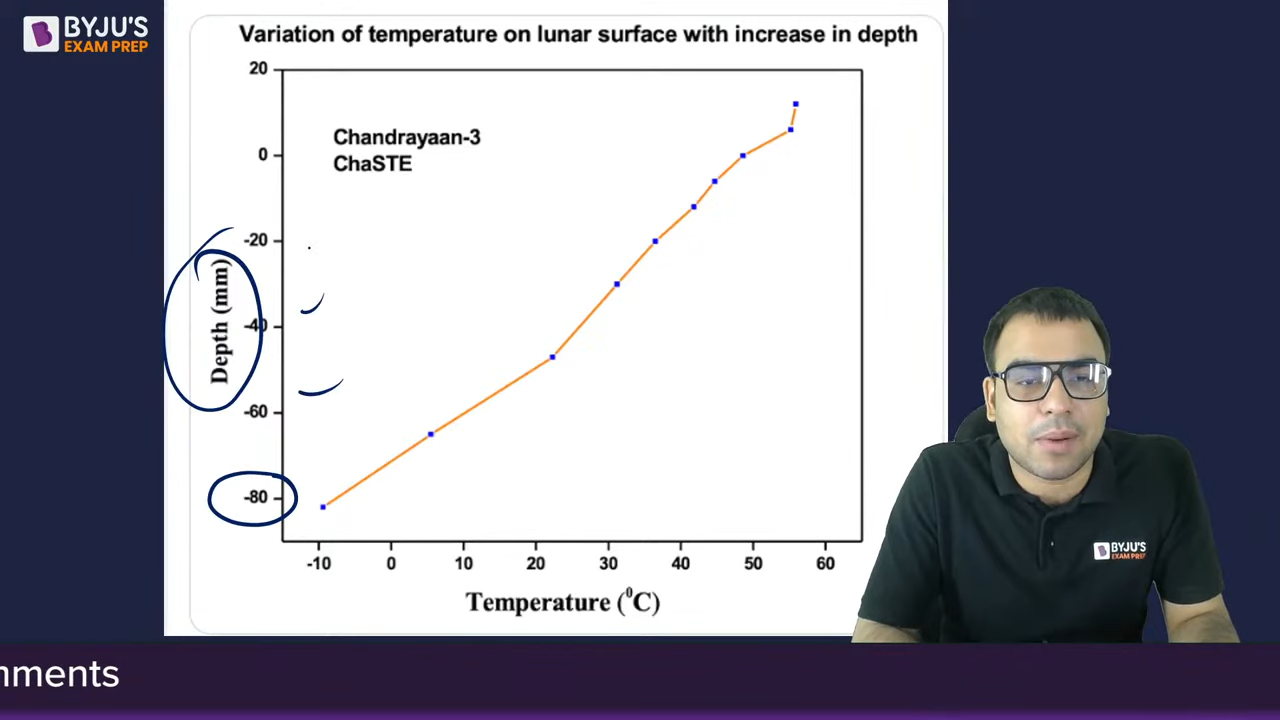 BYJU'S
EXAM PREP
Variation of temperature on lunar surface with increase in depth
20
0
-20
-40
-60
-80
Chandrayaan-3
ChaSTE
Depth (mm)
-10 0 10 20 30 40 50 60
Temperature (⁰C)
BYJU'S
EXAM PREP
nments